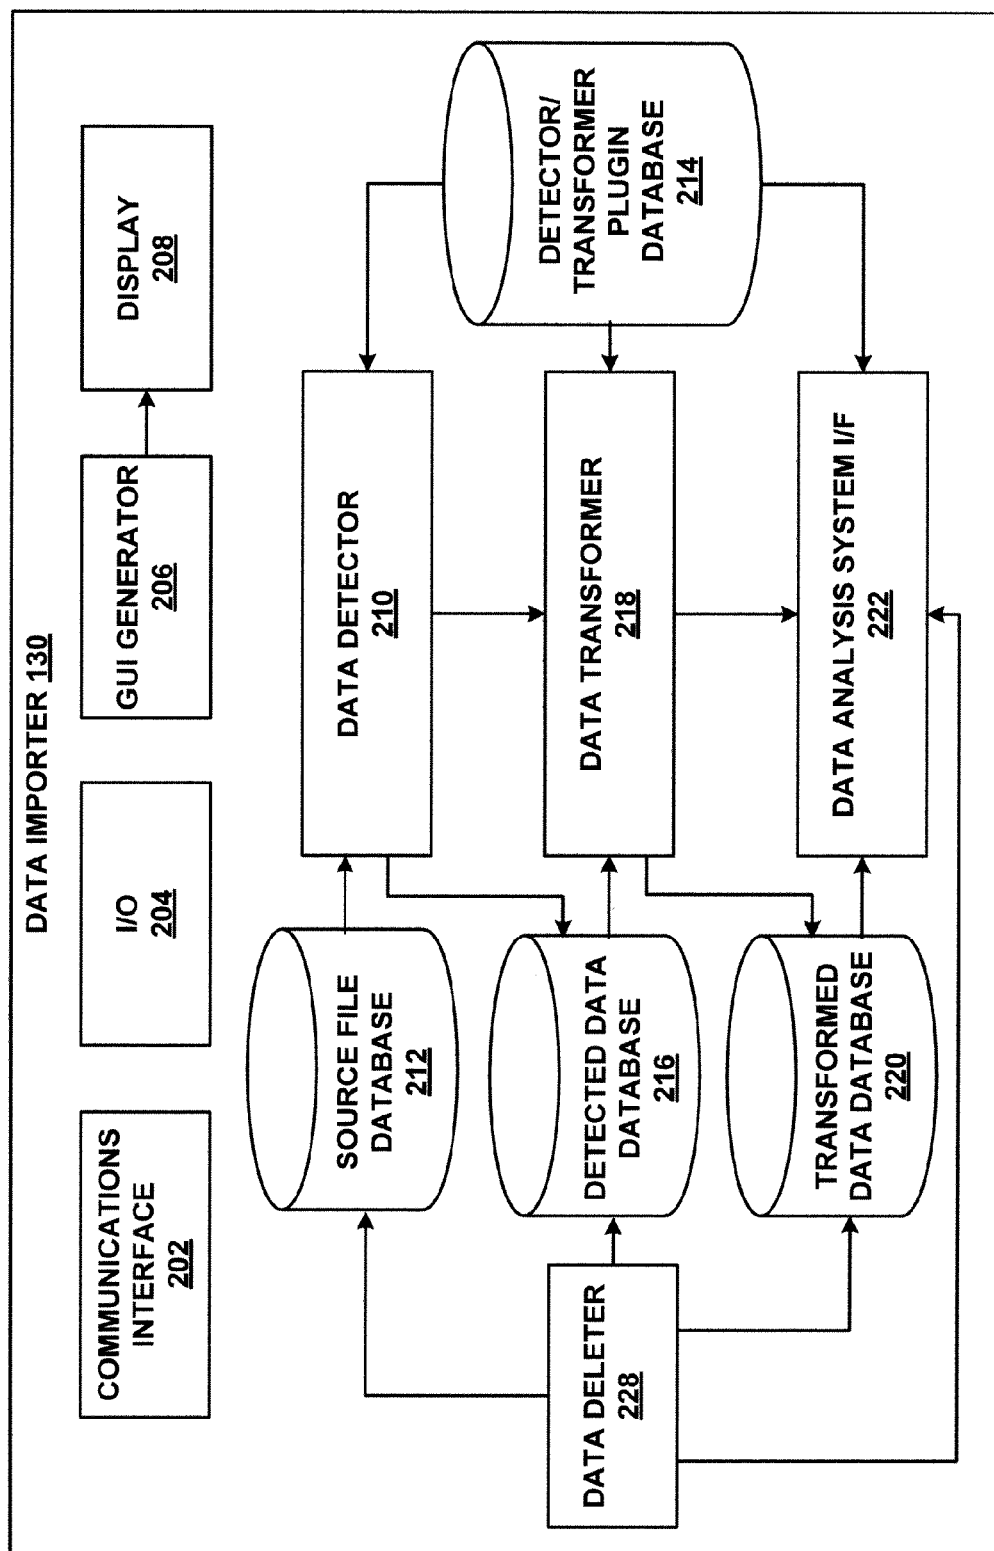 DATA IMPORTER 130
COMMUNICATIONS
INTERFACE
202
I/O
204
GUI GENERATOR
206
DISPLAY
208
SOURCE FILE
DATABASE
212
DATA DETECTOR
210
DETECTOR/
TRANSFORMER
PLUGIN
DATABASE
214
DATA DELETER
228
DETECTED DATA
DATABASE
216
DATA TRANSFORMER
218
TRANSFORMED
DATA DATABASE
220
DATA ANALYSIS SYSTEM I/F
222